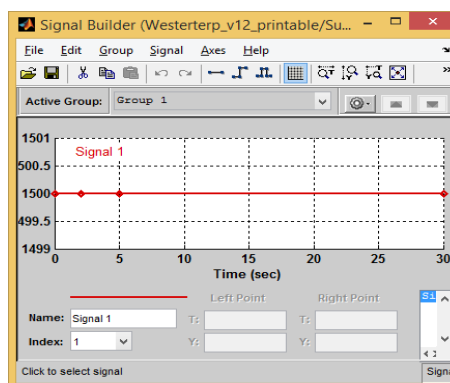 Signal Builder (Westerterp_v12_printable/Su...
File Edit Group Signal Axes Help
Active Group: Group 1
1501
500.5
1500
499.5
1499
Signal 1
0 5 10 15 20 25 30
Time (sec)
Left Point Right Point
Name: Signal 1 T: T:
Index: 1 Y: Y:
Si
Click to select signal Signa